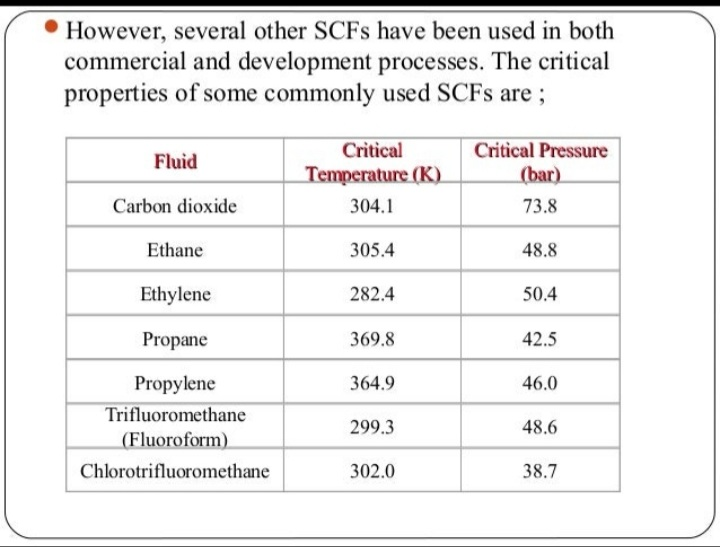 • However, several other SCFs have been used in both
commercial and development processes. The critical
properties of some commonly used SCFs are ;
Fluid Critical Temperature (K) Critical Pressure (bar)
Carbon dioxide 304.1 73.8
Ethane 305.4 48.8
Ethylene 282.4 50.4
Propane 369.8 42.5
Propylene 364.9 46.0
Trifluoromethane (Fluoroform) 299.3 48.6
Chlorotrifluoromethane 302.0 38.7